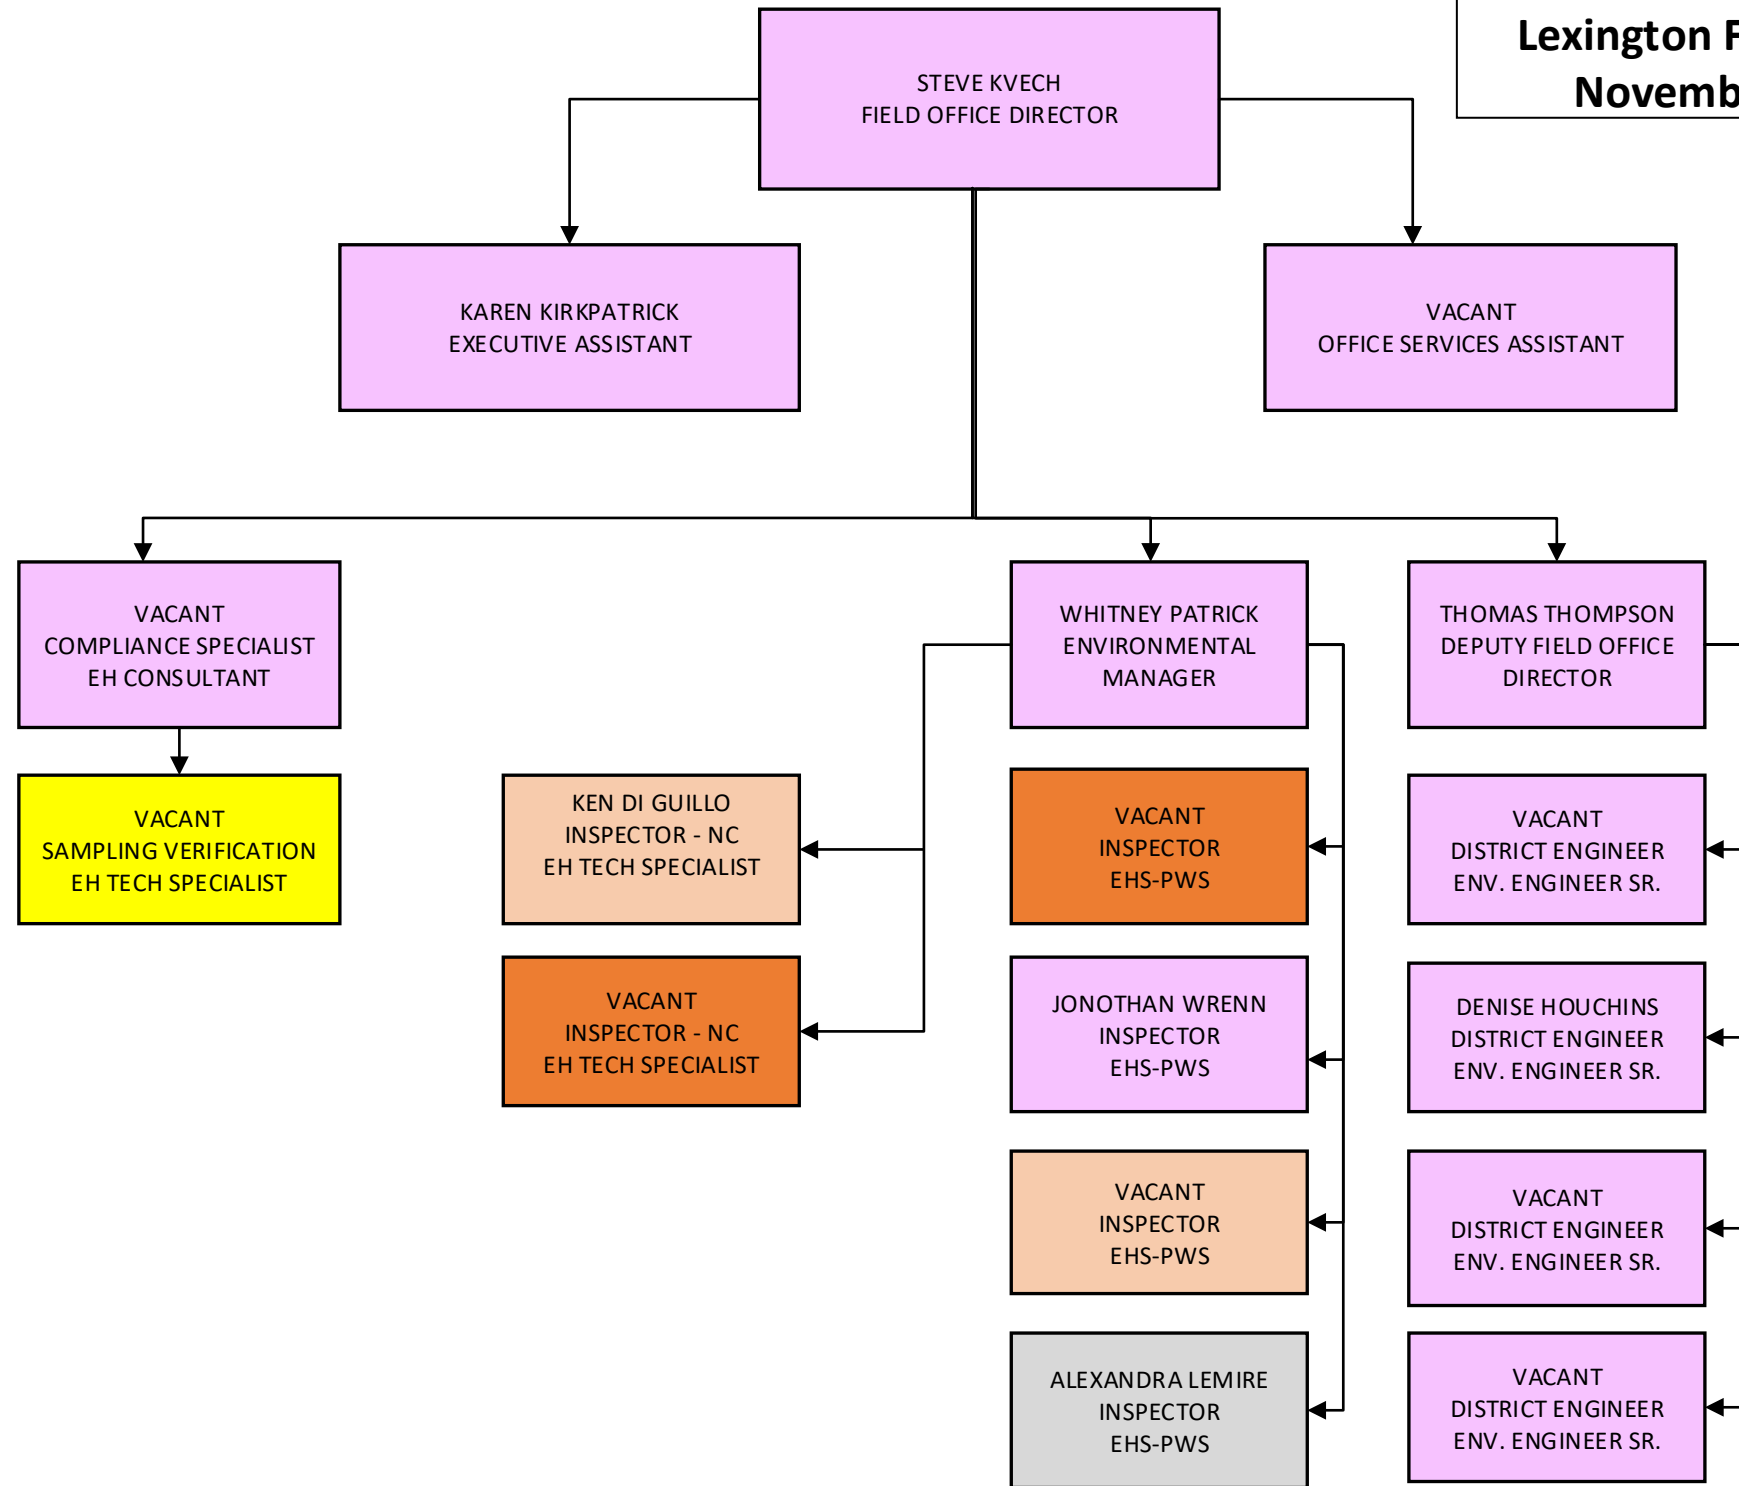 Lexington
STEVE KVECH
FIELD OFFICE DIRECTOR
KAREN KIRKPATRICK
EXECUTIVE ASSISTANT
VACANT
OFFICE SERVICES ASSISTANT
VACANT
COMPLIANCE SPECIALIST
EH CONSULTANT
WHITNEY PATRICK
ENVIRONMENTAL
MANAGER
THOMAS THOMPSON
DEPUTY FIELD OFFICE
DIRECTOR
VACANT
SAMPLING VERIFICATION
EH TECH SPECIALIST
KEN DI GUILLO
INSPECTOR - NC
EH TECH SPECIALIST
VACANT
INSPECTOR
EHS-PWS
VACANT
DISTRICT ENGINEER
ENV. ENGINEER SR.
VACANT
INSPECTOR - NC
EH TECH SPECIALIST
JONOTHAN WRENN
INSPECTOR
EHS-PWS
DENISE HOUCHINS
DISTRICT ENGINEER
ENV. ENGINEER SR.
VACANT
INSPECTOR
EHS-PWS
VACANT
DISTRICT ENGINEER
ENV. ENGINEER SR.
ALEXANDRA LEMIRE
INSPECTOR
EHS-PWS
VACANT
DISTRICT ENGINEER
ENV. ENGINEER SR.